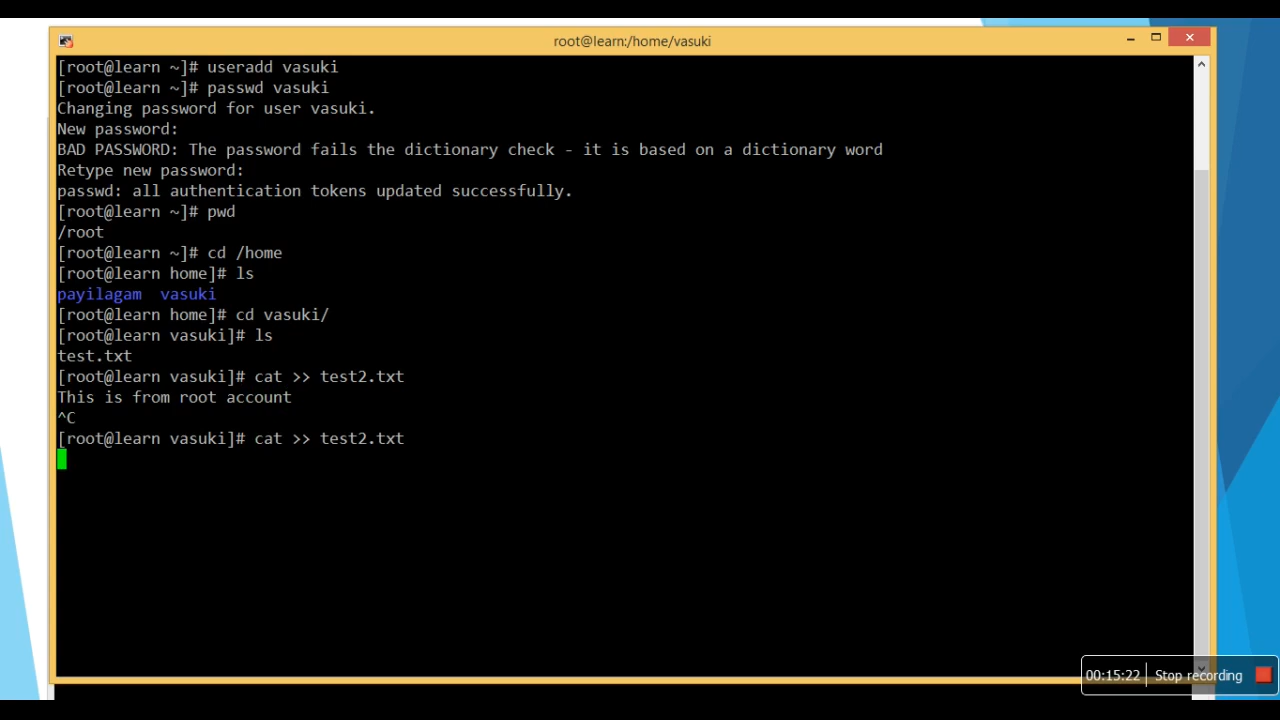 root@learn:/home/vasuki
[root@learn ~]# useradd vasuki
[root@learn ~]# passwd vasuki
Changing password for user vasuki.
New password:
BAD PASSWORD: The password fails the dictionary check - it is based on a dictionary word
Retype new password:
passwd: all authentication tokens updated successfully.
[root@learn ~]# pwd
/root
[root@learn ~]# cd /home
[root@learn home]# ls
payilagam  vasuki
[root@learn home]# cd vasuki/
[root@learn vasuki]# ls
test.txt
[root@learn vasuki]# cat >> test2.txt
This is from root account
^C
[root@learn vasuki]# cat >> test2.txt
00:15:22 Stop recording